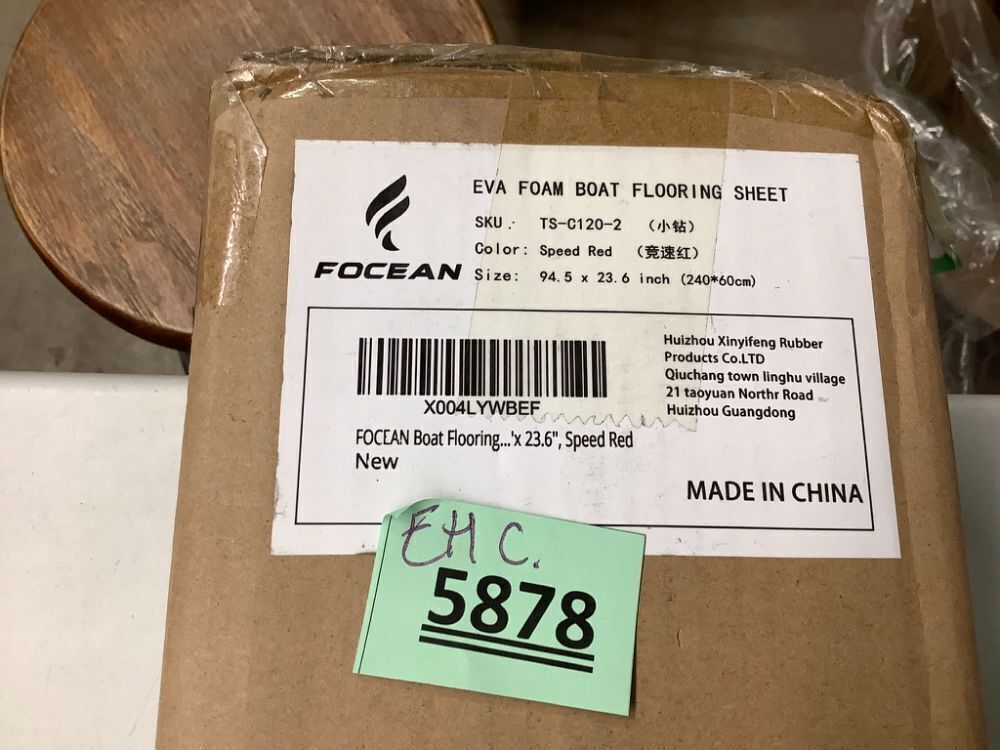 EVA FOAM BOAT FLOORING SHEET
SKU: TS-C120-2 （小钻）
Color: Speed Red （竞速红）
Size: 94.5 x 23.6 inch (240*60cm)
FOCEAN
X004LYWBEF
FOCEAN Boat Flooring...'x 23.6", Speed Red
New
Huizhou Xinyifeng Rubber
Products Co.LTD
Qiuchang town linghu village
21 taoyuan Northr Road
Huizhou Guangdong
MADE IN CHINA
EH C.
5878